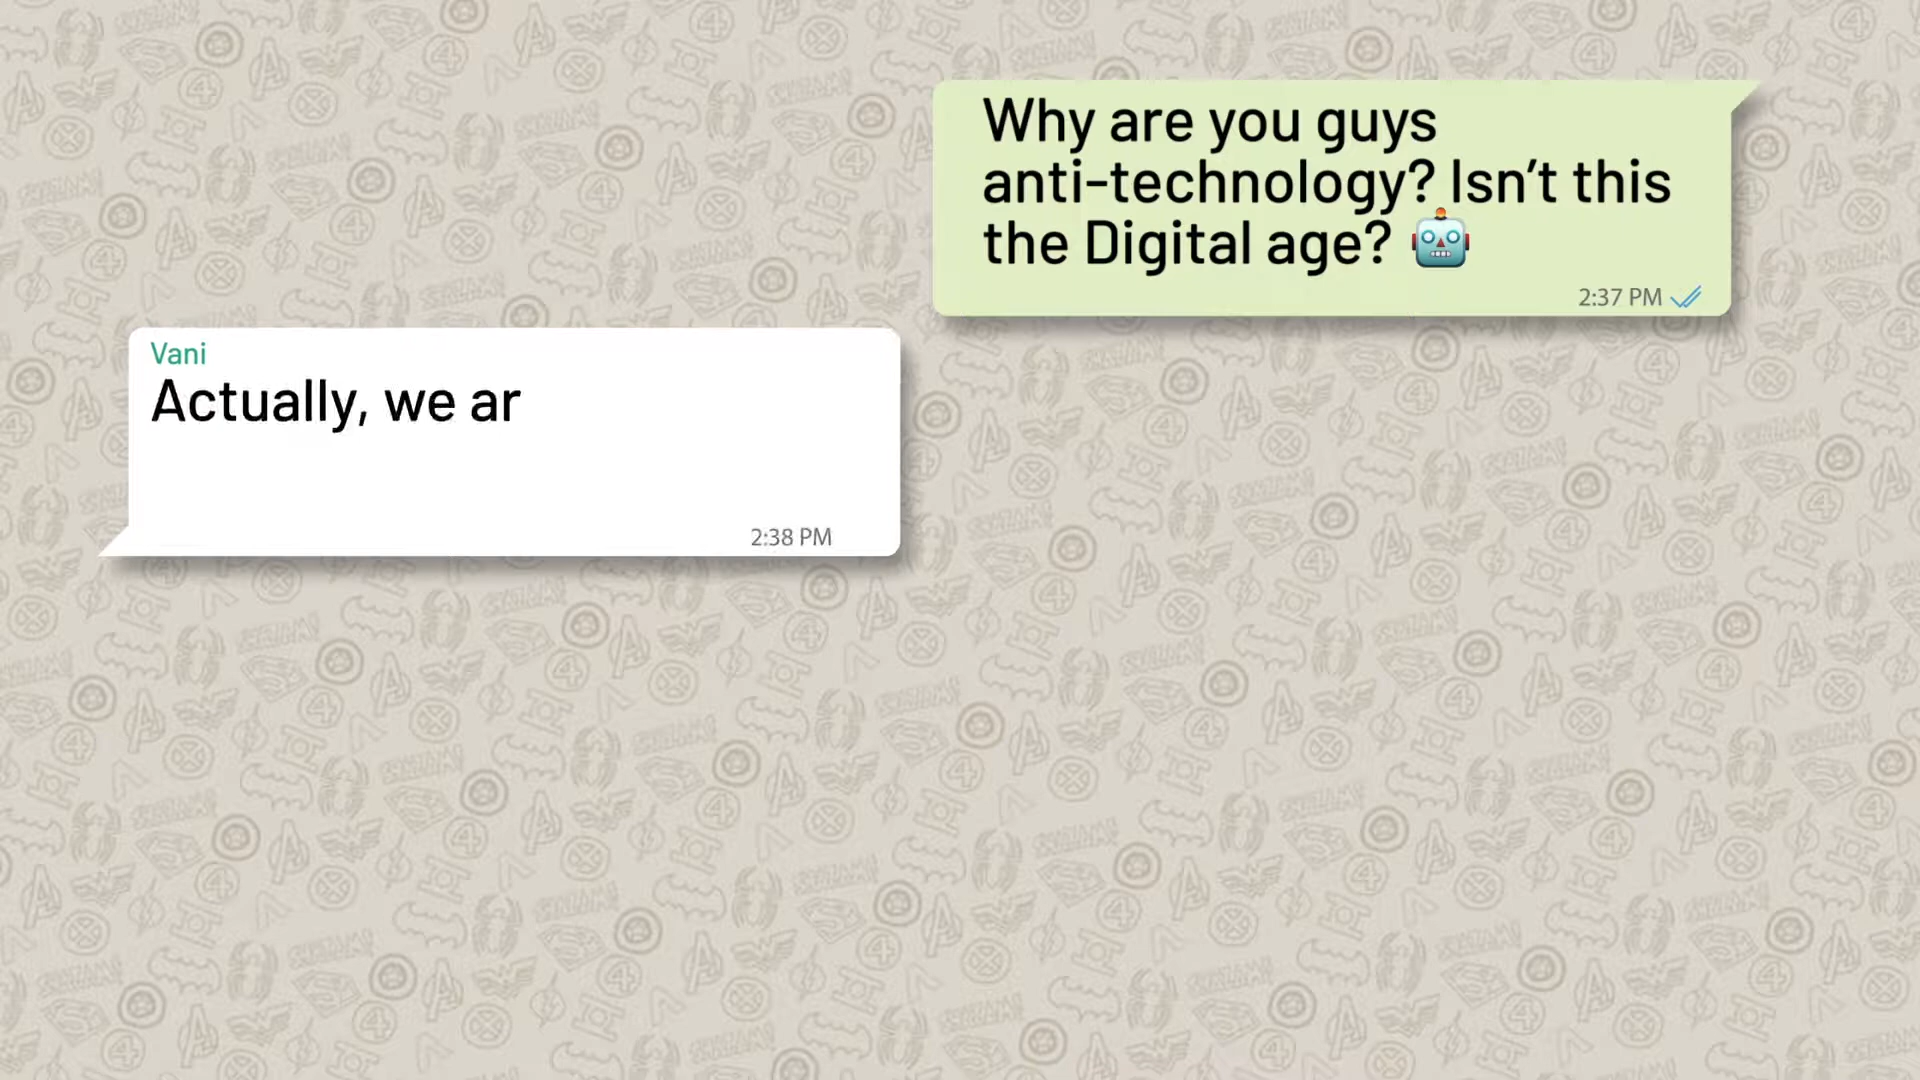 Why are you guys
anti-technology? Isn’t this
the Digital age? 🤖
2:37 PM
Vani
Actually, we ar
2:38 PM